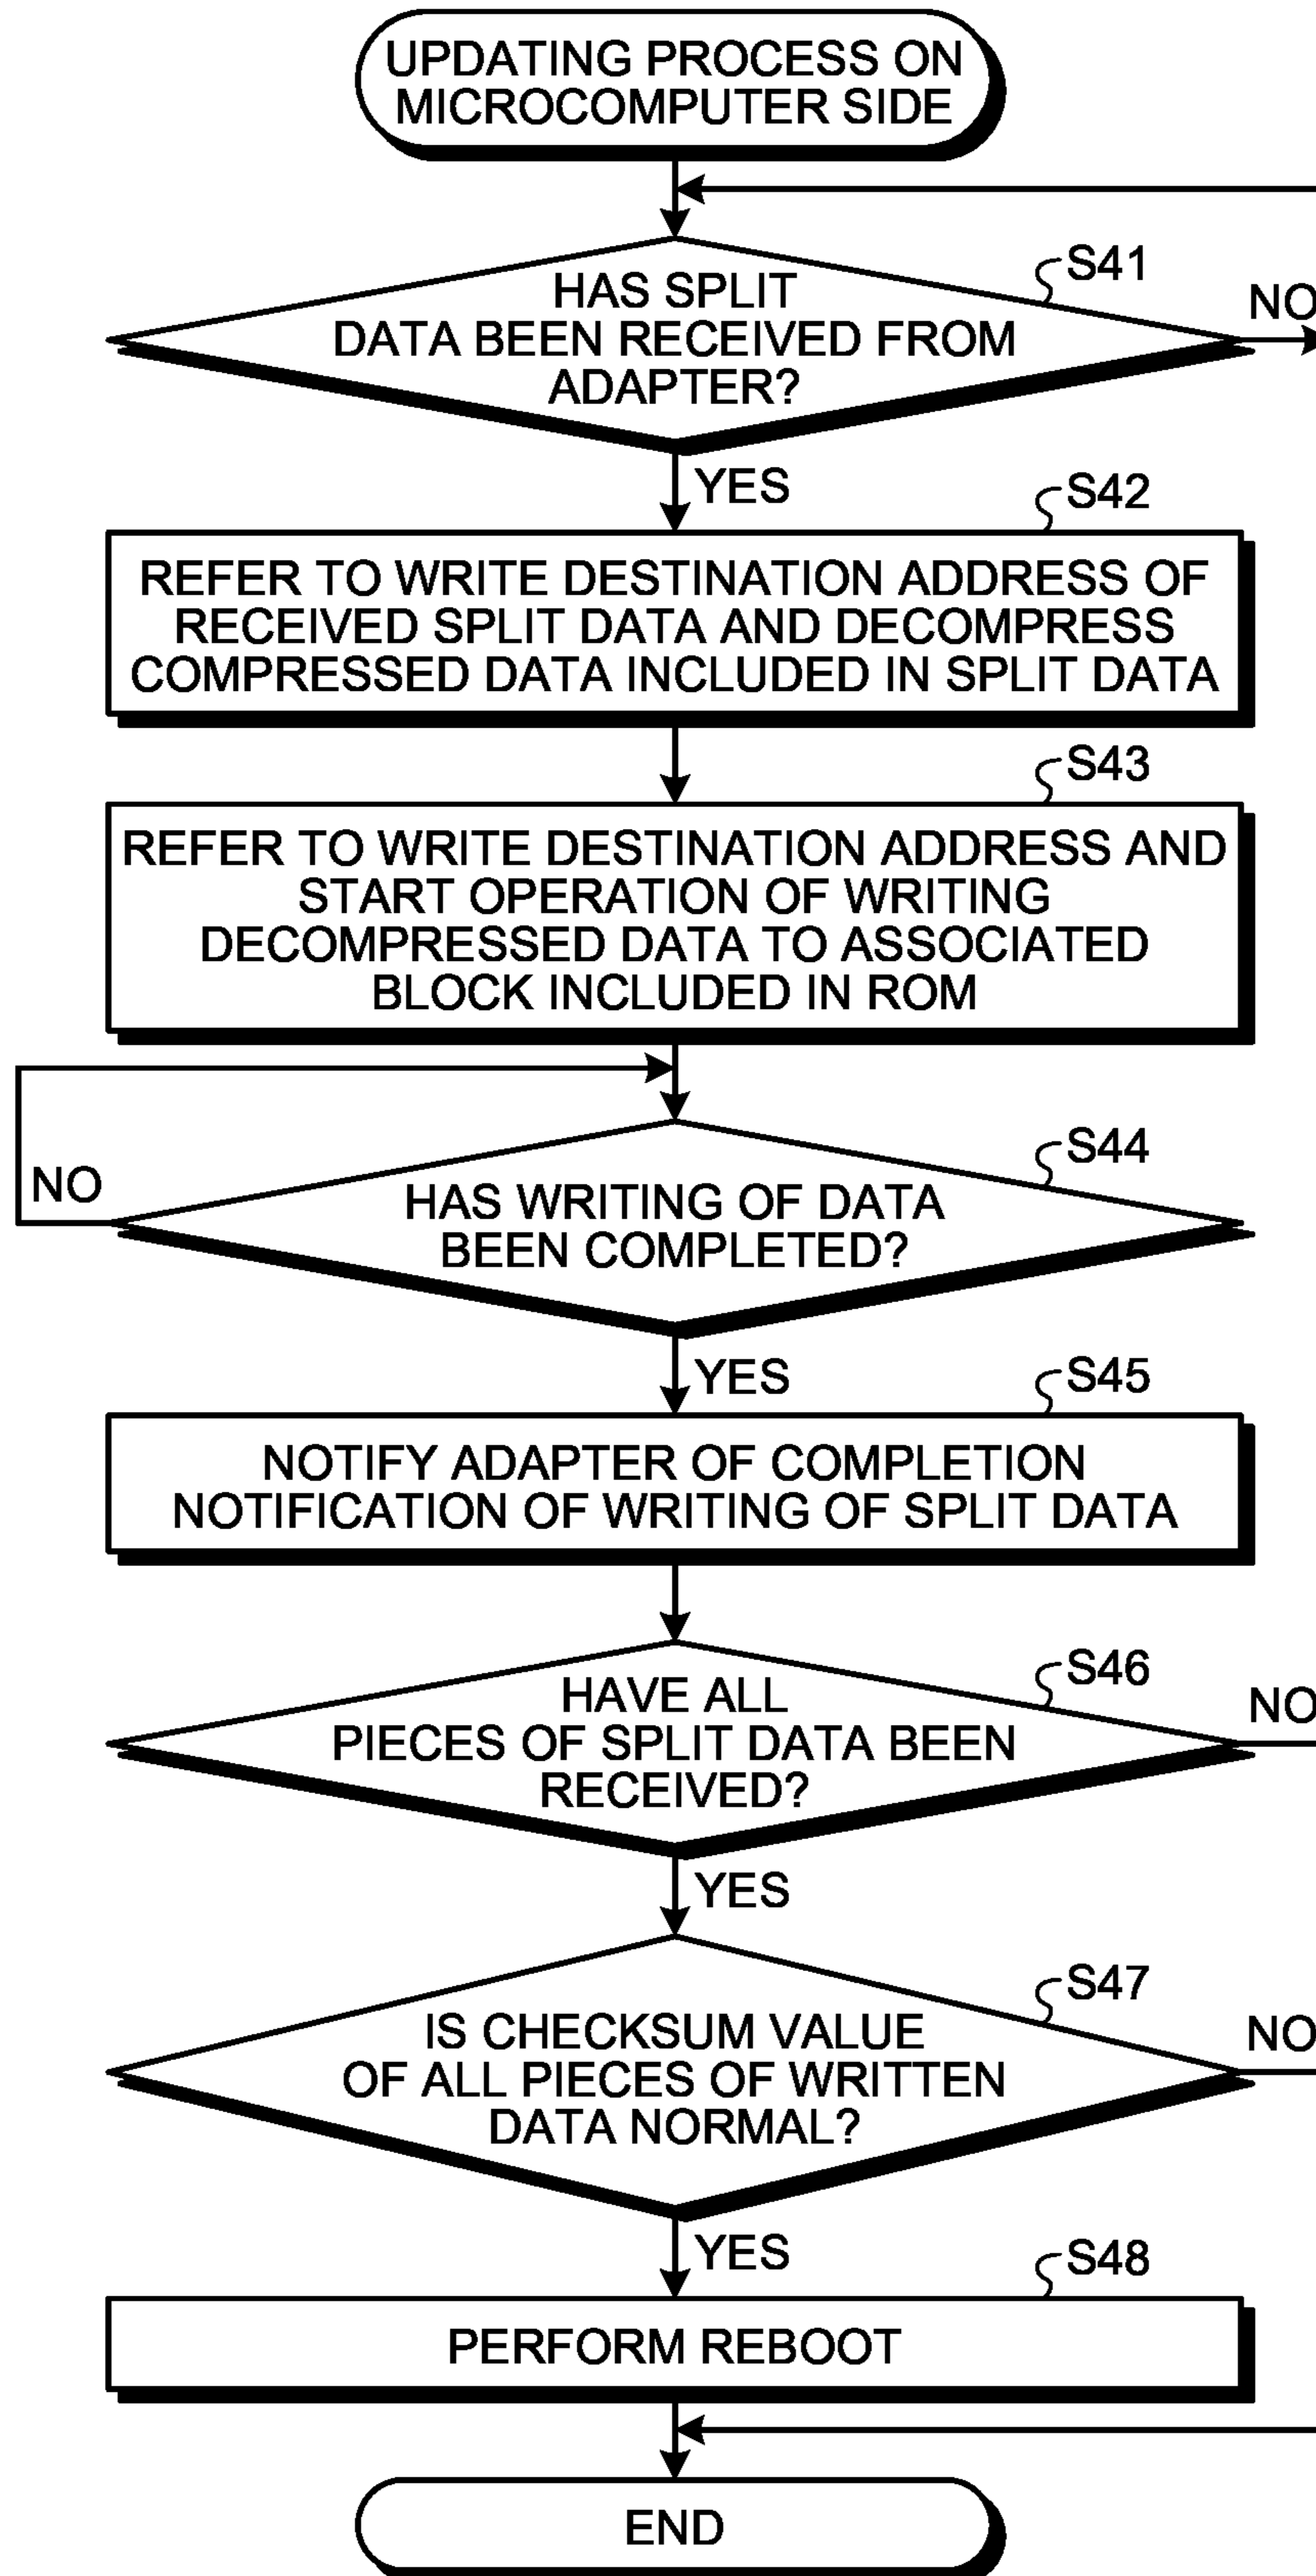 UPDATING PROCESS ON
MICROCOMPUTER SIDE
S41
HAS SPLIT
DATA BEEN RECEIVED FROM
ADAPTER?
NO
YES
S42
REFER TO WRITE DESTINATION ADDRESS OF
RECEIVED SPLIT DATA AND DECOMPRESS
COMPRESSED DATA INCLUDED IN SPLIT DATA
S43
REFER TO WRITE DESTINATION ADDRESS AND
START OPERATION OF WRITING
DECOMPRESSED DATA TO ASSOCIATED
BLOCK INCLUDED IN ROM
S44
NO
HAS WRITING OF DATA
BEEN COMPLETED?
YES
S45
NOTIFY ADAPTER OF COMPLETION
NOTIFICATION OF WRITING OF SPLIT DATA
S46
HAVE ALL
PIECES OF SPLIT DATA BEEN
RECEIVED?
NO
YES
S47
IS CHECKSUM VALUE
OF ALL PIECES OF WRITTEN
DATA NORMAL?
NO
YES
S48
PERFORM REBOOT
END